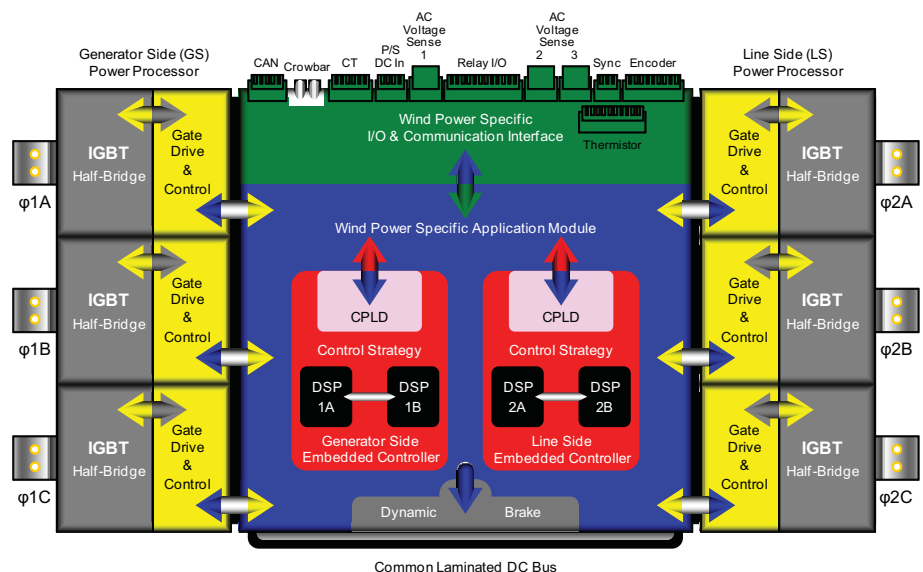 Generator Side (GS)
Power Processor
CAN
Crowbar
CT
P/S
DC In
AC
Voltage
Sense
1
Relay I/O
AC
Voltage
Sense
2 3
Sync
Encoder
Line Side (LS)
Power Processor
Wind Power Specific
I/O & Communication Interface
Thermistor
IGBT
Half-Bridge
Gate
Drive
&
Control
φ1A
IGBT
Half-Bridge
Gate
Drive
&
Control
φ1B
IGBT
Half-Bridge
Gate
Drive
&
Control
φ1C
Wind Power Specific Application Module
CPLD
Control Strategy
DSP
1A
DSP
1B
Generator Side
Embedded Controller
CPLD
Control Strategy
DSP
2A
DSP
2B
Line Side
Embedded Controller
Dynamic Brake
Gate
Drive
&
Control
IGBT
Half-Bridge
φ2A
Gate
Drive
&
Control
IGBT
Half-Bridge
φ2B
Gate
Drive
&
Control
IGBT
Half-Bridge
φ2C
Common Laminated DC Bus